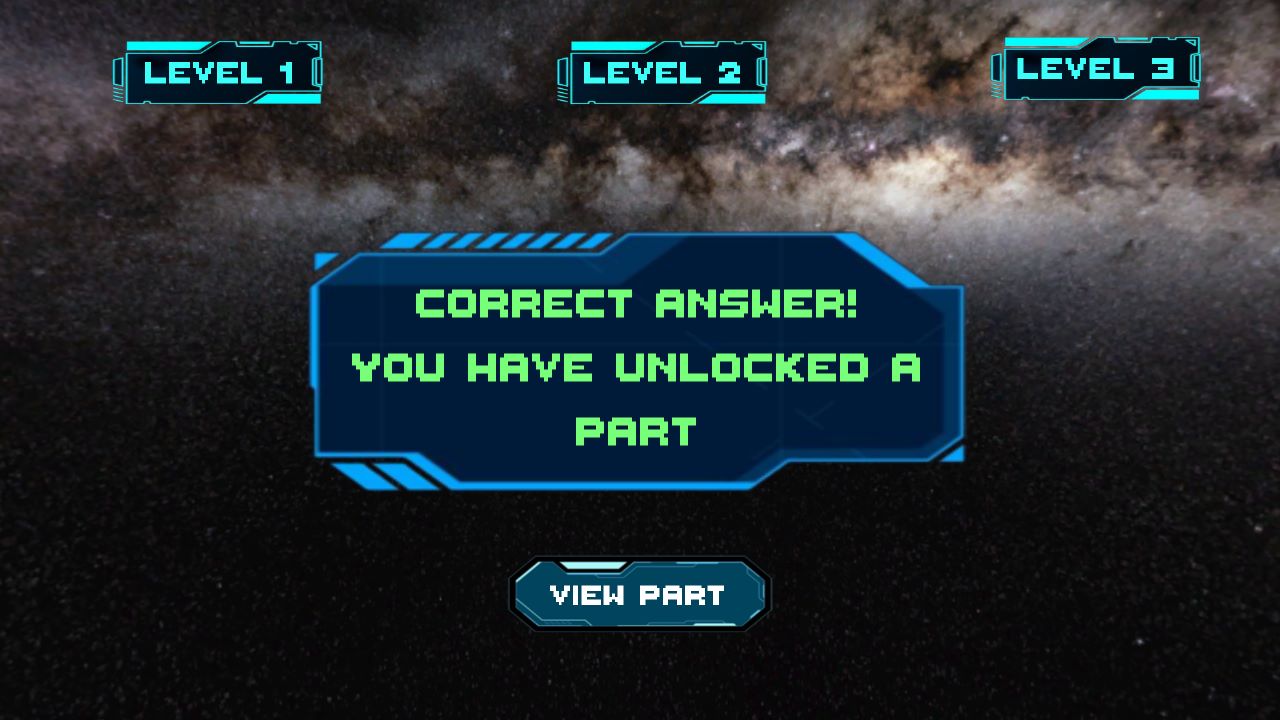 LEVEL 1
LEVEL 2
LEVEL 3
CORRECT ANSWER!
YOU HAVE UNLOCKED A
PART
VIEW PART